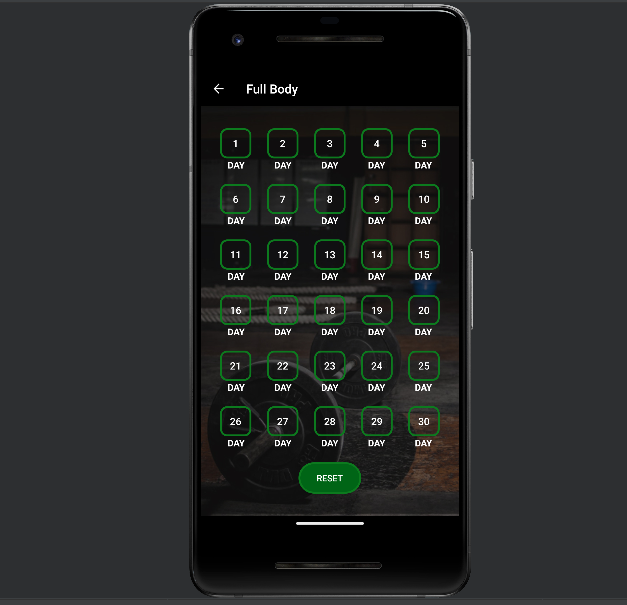 Full Body
1 2 3 4 5
DAY DAY DAY DAY DAY
6 7 8 9 10
DAY DAY DAY DAY DAY
11 12 13 14 15
DAY DAY DAY DAY DAY
16 17 18 19 20
DAY DAY DAY DAY DAY
21 22 23 24 25
DAY DAY DAY DAY DAY
26 27 28 29 30
DAY DAY DAY DAY DAY
RESET